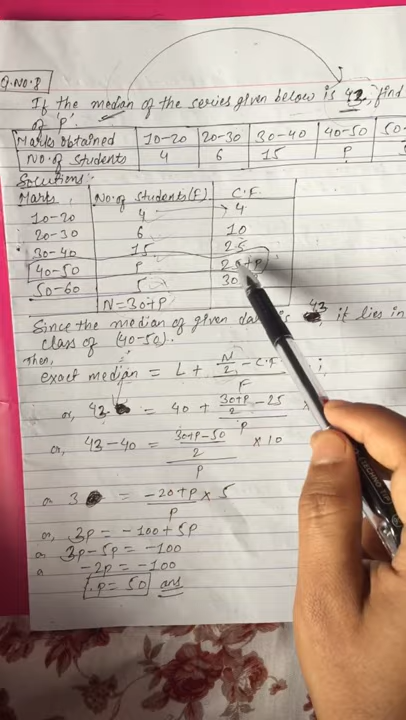 Q.No.8
If the median of the series given below is 43, find
of 'p'.
Marks obtained 10-20 20-30 30-40 40-50 50
No. of students 4 6 15 P
Solutions:
Marks, No. of students (F) C.F.
10-20 4 → 4
20-30 6 10
30-40 15 25
40-50 P 25+P
50-60 5 30
N = 30+P
Since the median of given da is 43 it lies in
class of (40-50).
Then,
exact median = L + N/2 - C.F / F i
or, 43 = 40 + 30+P/2 - 25 / P ×
or, 43-40 = 30+P-50/2 / P × 10
or 3 = -20+P / P × 5
or, 3P = -100+5P
or 3P-5P = -100
-2P = -100
P = 50 ans